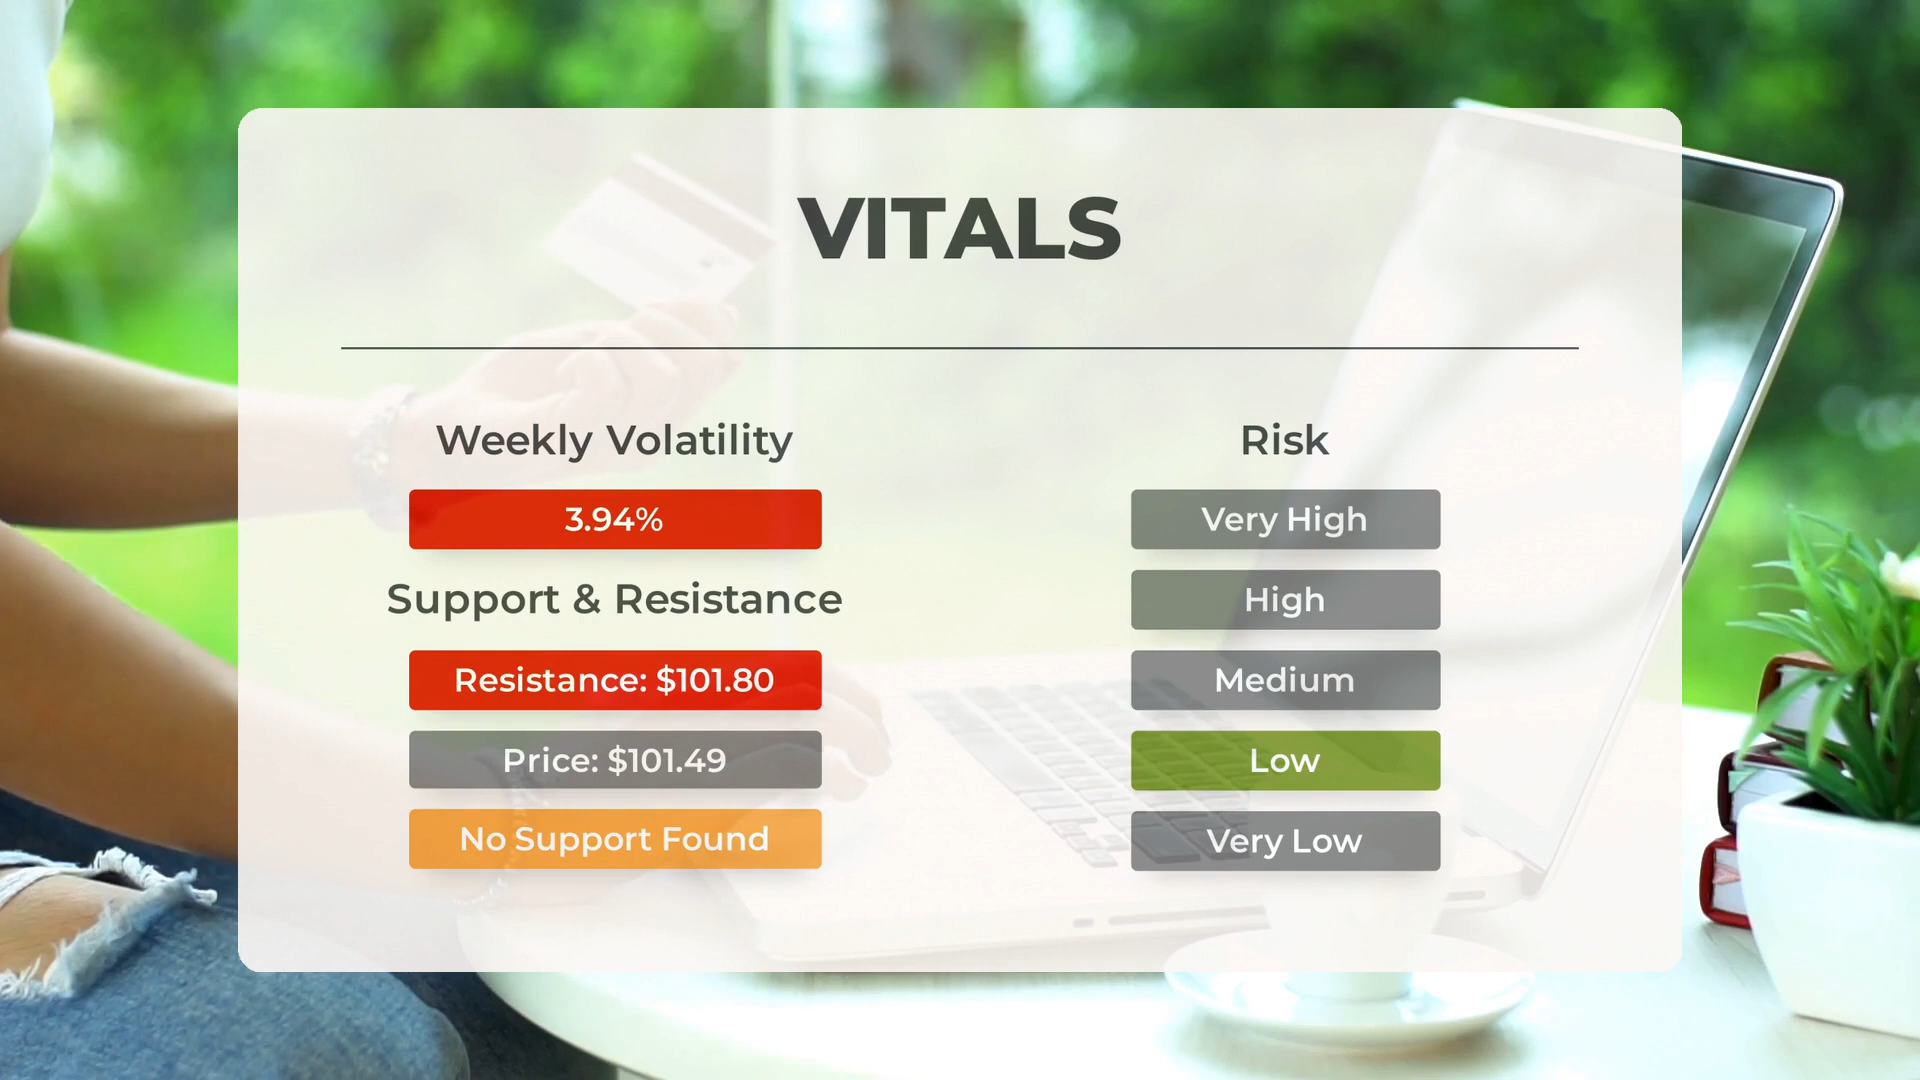 VITALS
Weekly Volatility
3.94%
Support & Resistance
Resistance: $101.80
Price: $101.49
No Support Found
Risk
Very High
High
Medium
Low
Very Low